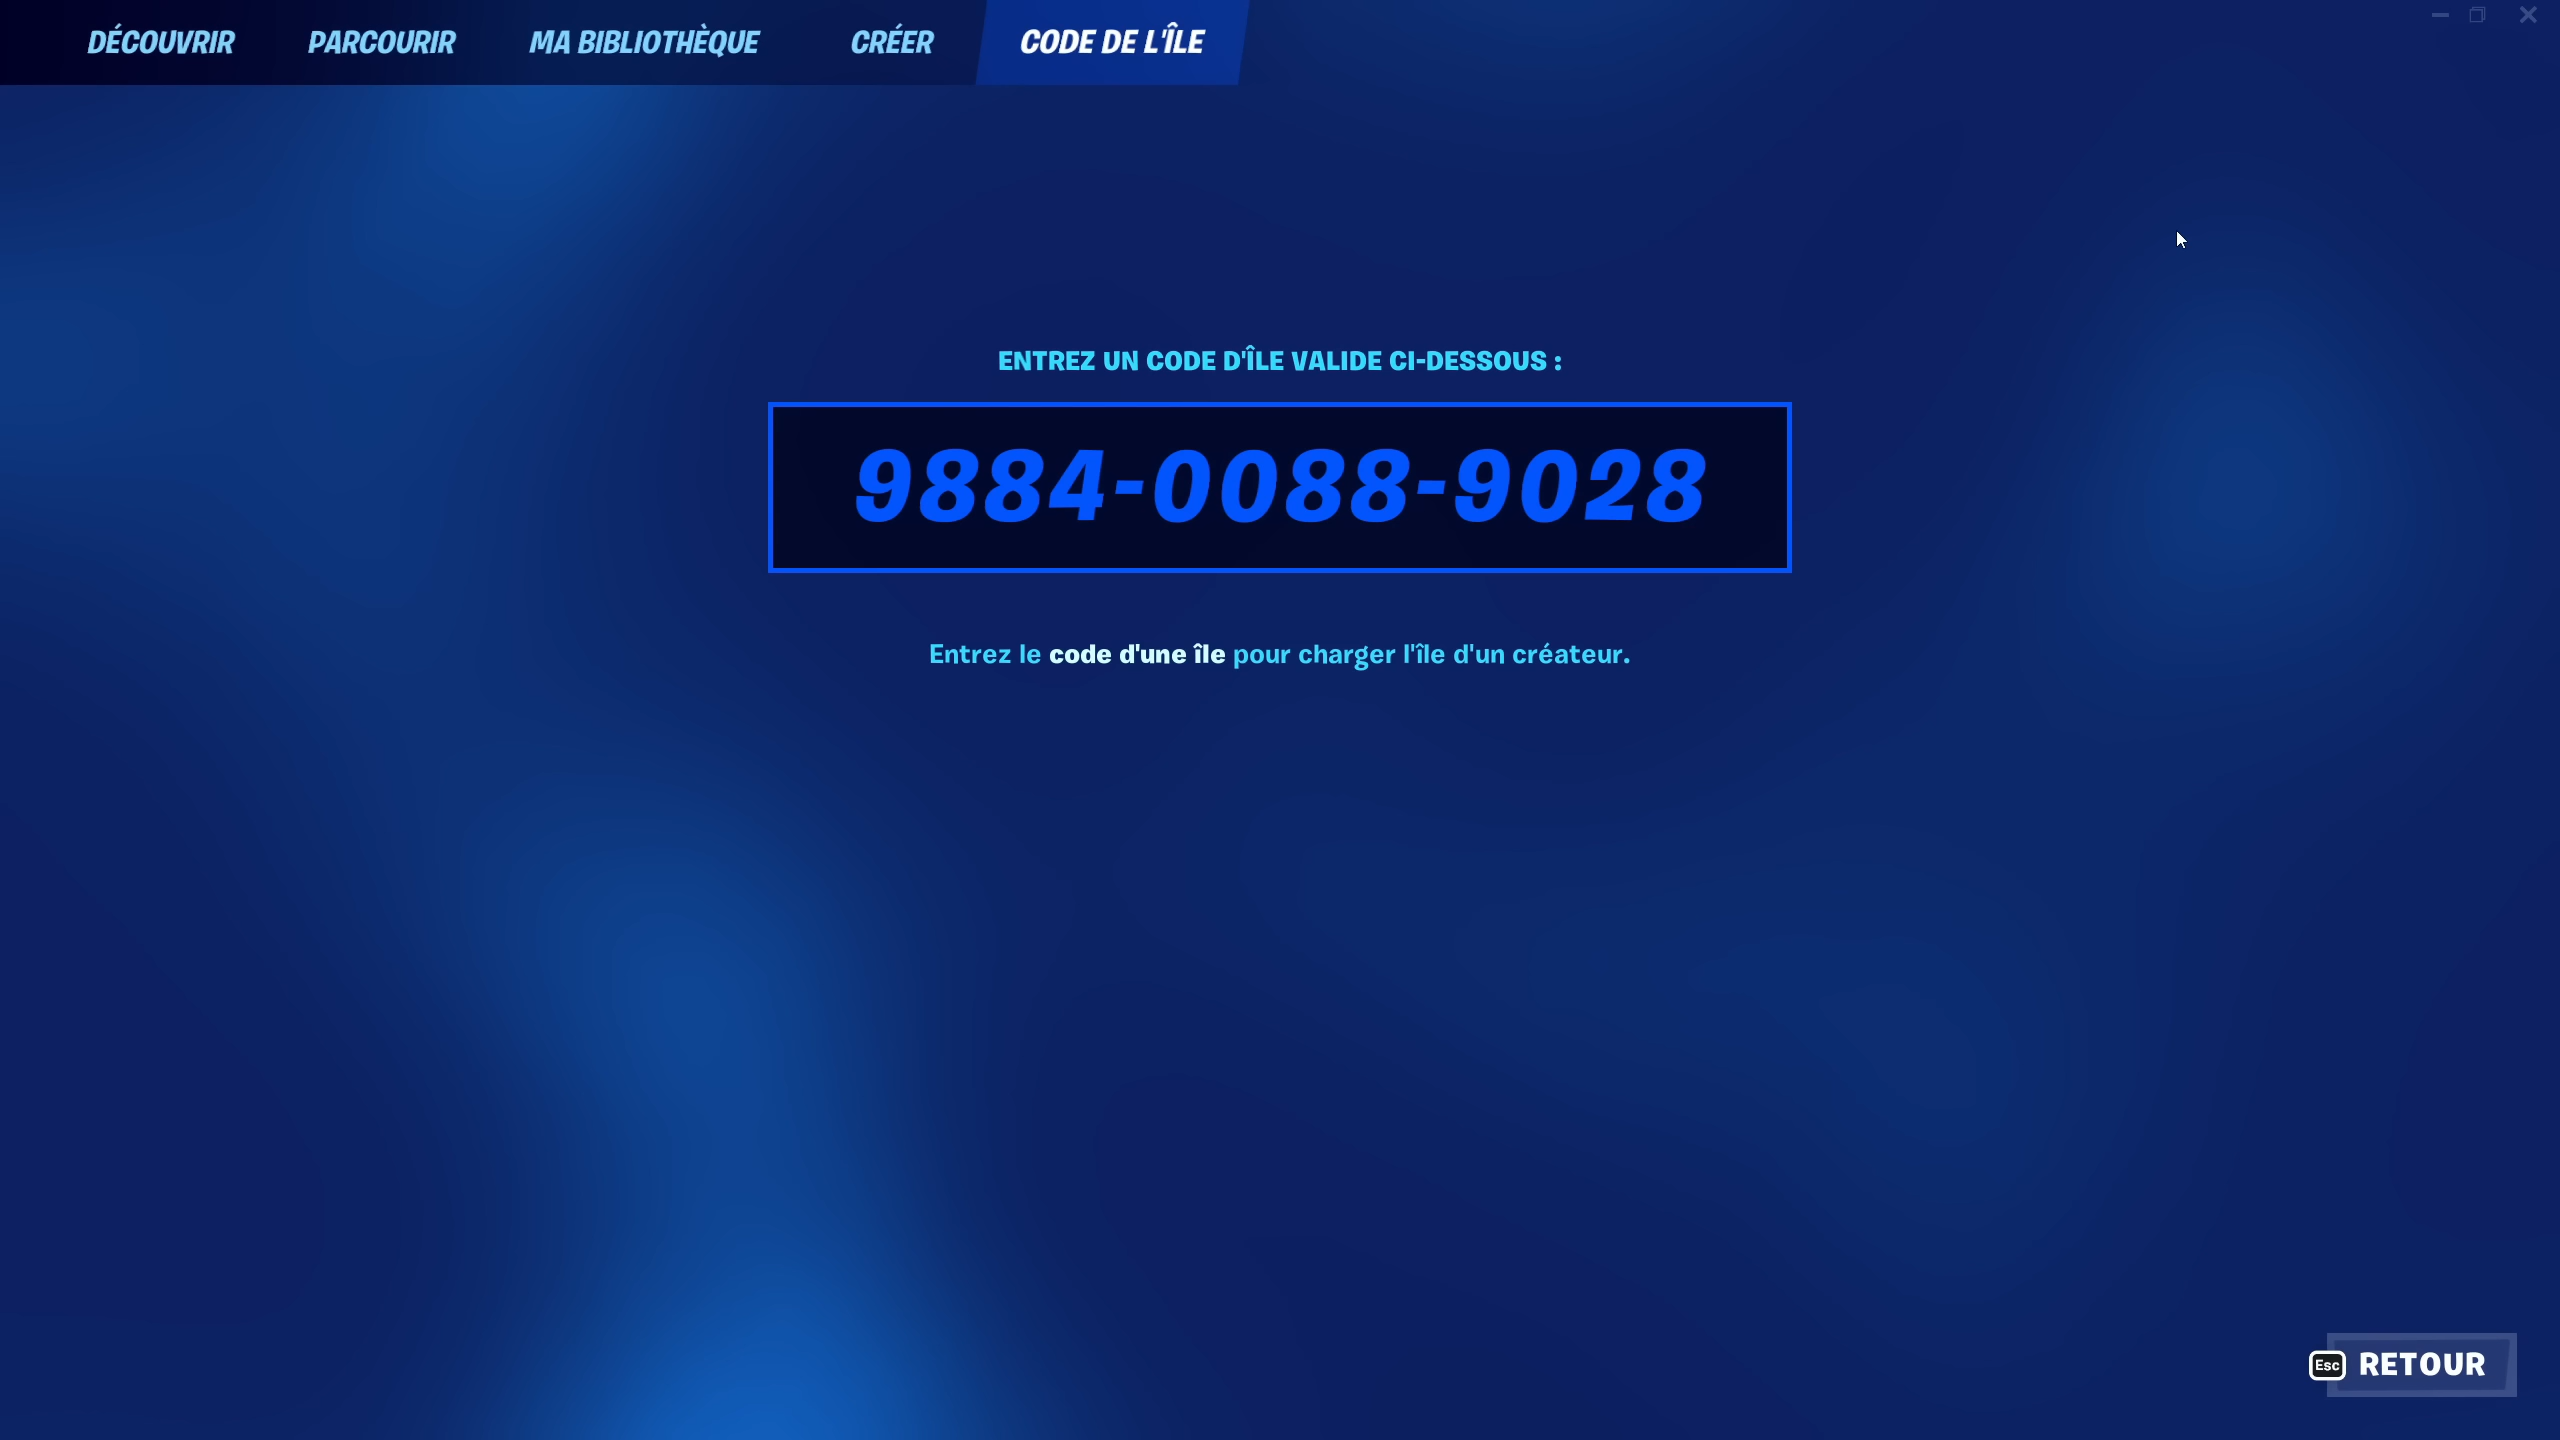 DÉCOUVRIR PARCOURIR MA BIBLIOTHÈQUE CRÉER CODE DE L'ÎLE
ENTREZ UN CODE D'ÎLE VALIDE CI-DESSOUS :
9884-0088-9028
Entrez le code d'une île pour charger l'île d'un créateur.
Esc RETOUR